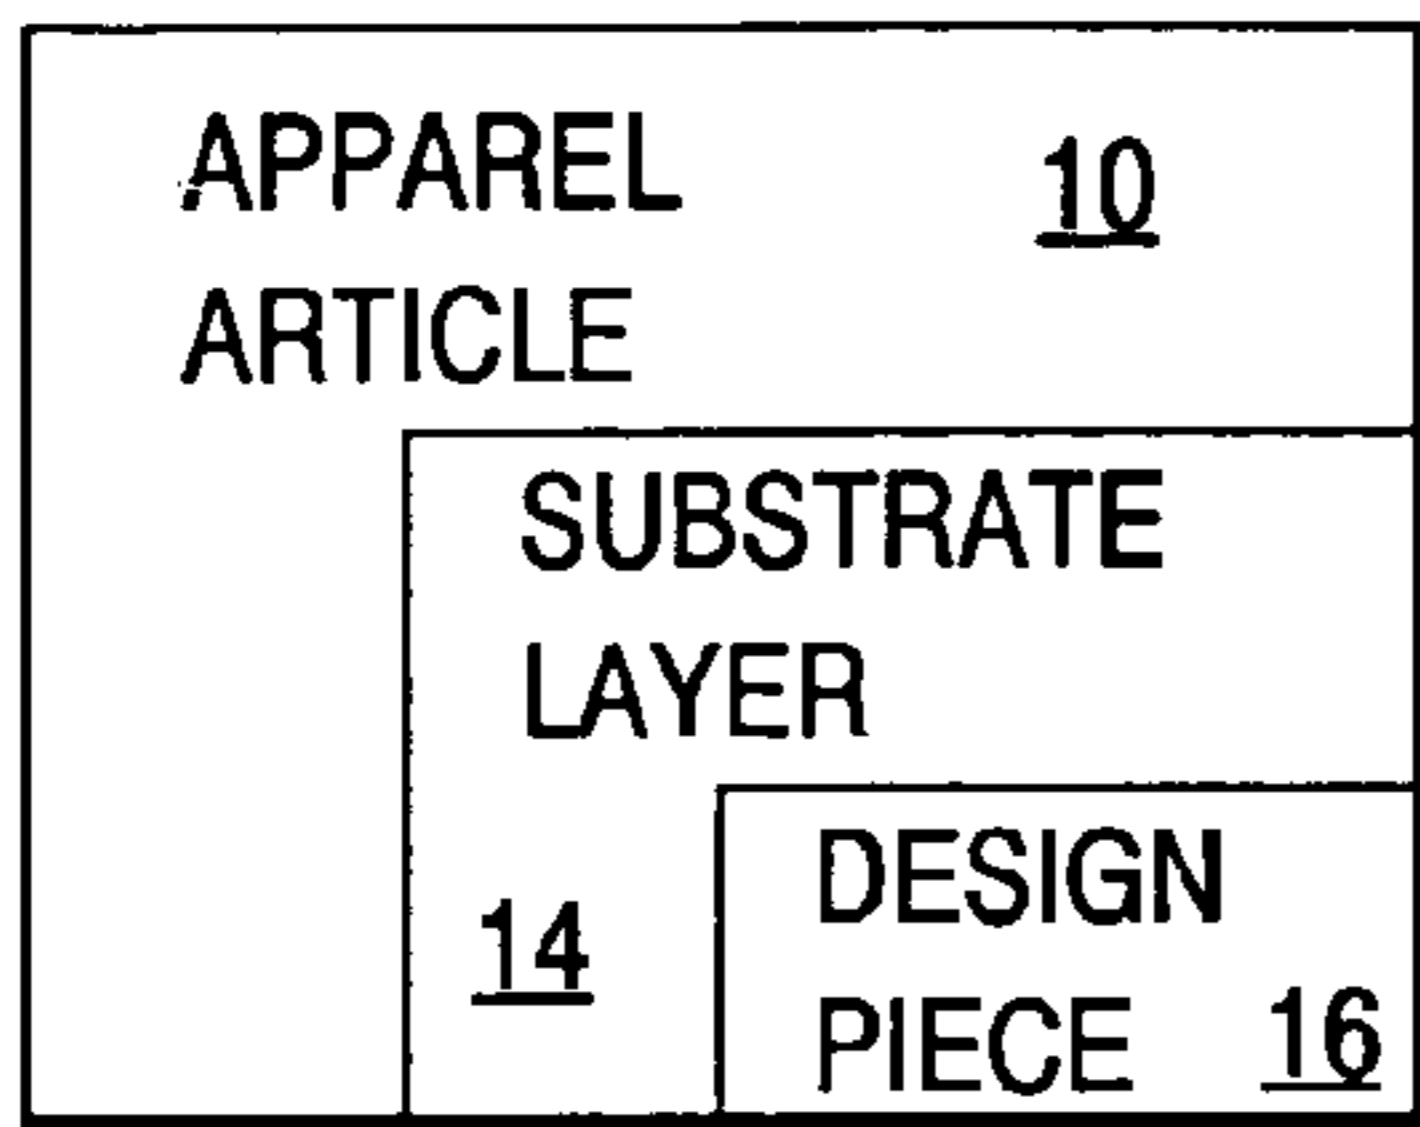 APPAREL 10
ARTICLE
SUBSTRATE
LAYER
14
DESIGN
PIECE 16